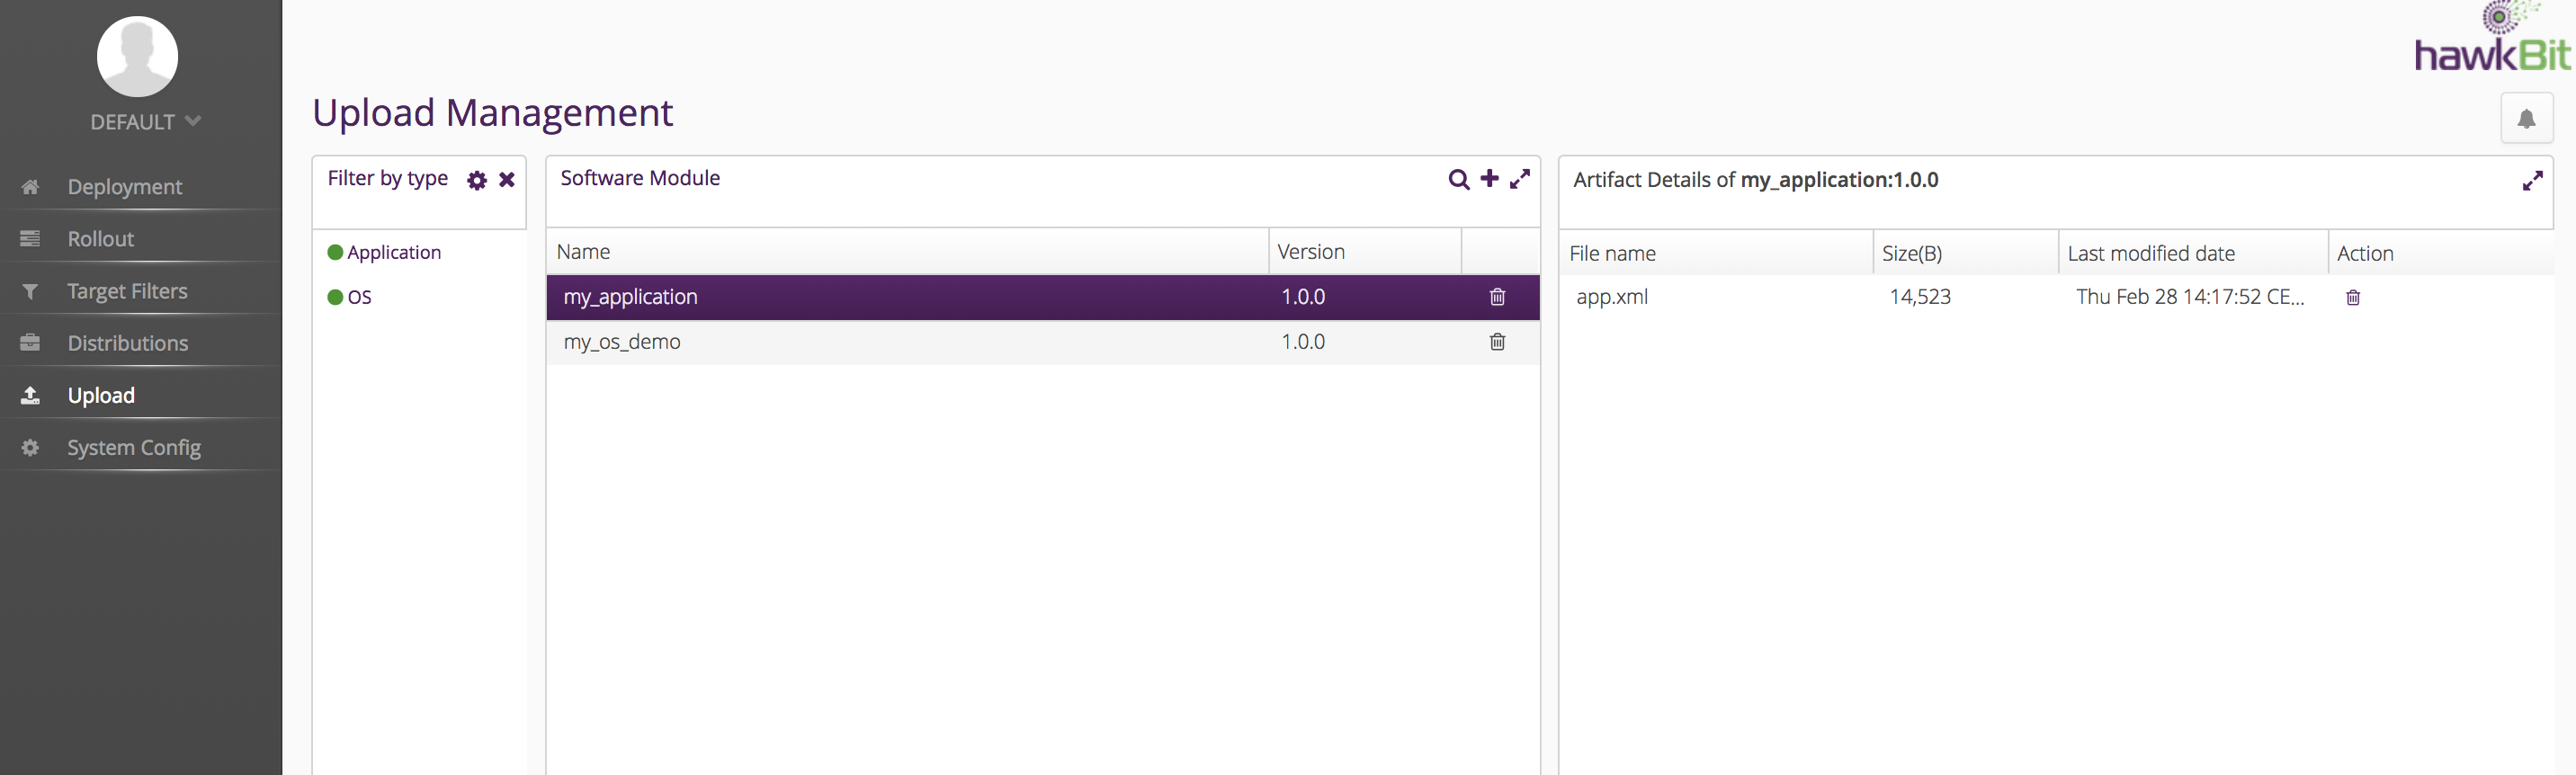 hawkBit
DEFAULT
Upload Management
Deployment
Rollout
Target Filters
Distributions
Upload
System Config
Filter by type
Application
OS
Software Module
Name Version
my_application 1.0.0
my_os_demo 1.0.0
Artifact Details of my_application:1.0.0
File name Size(B) Last modified date Action
app.xml 14,523 Thu Feb 28 14:17:52 CE...